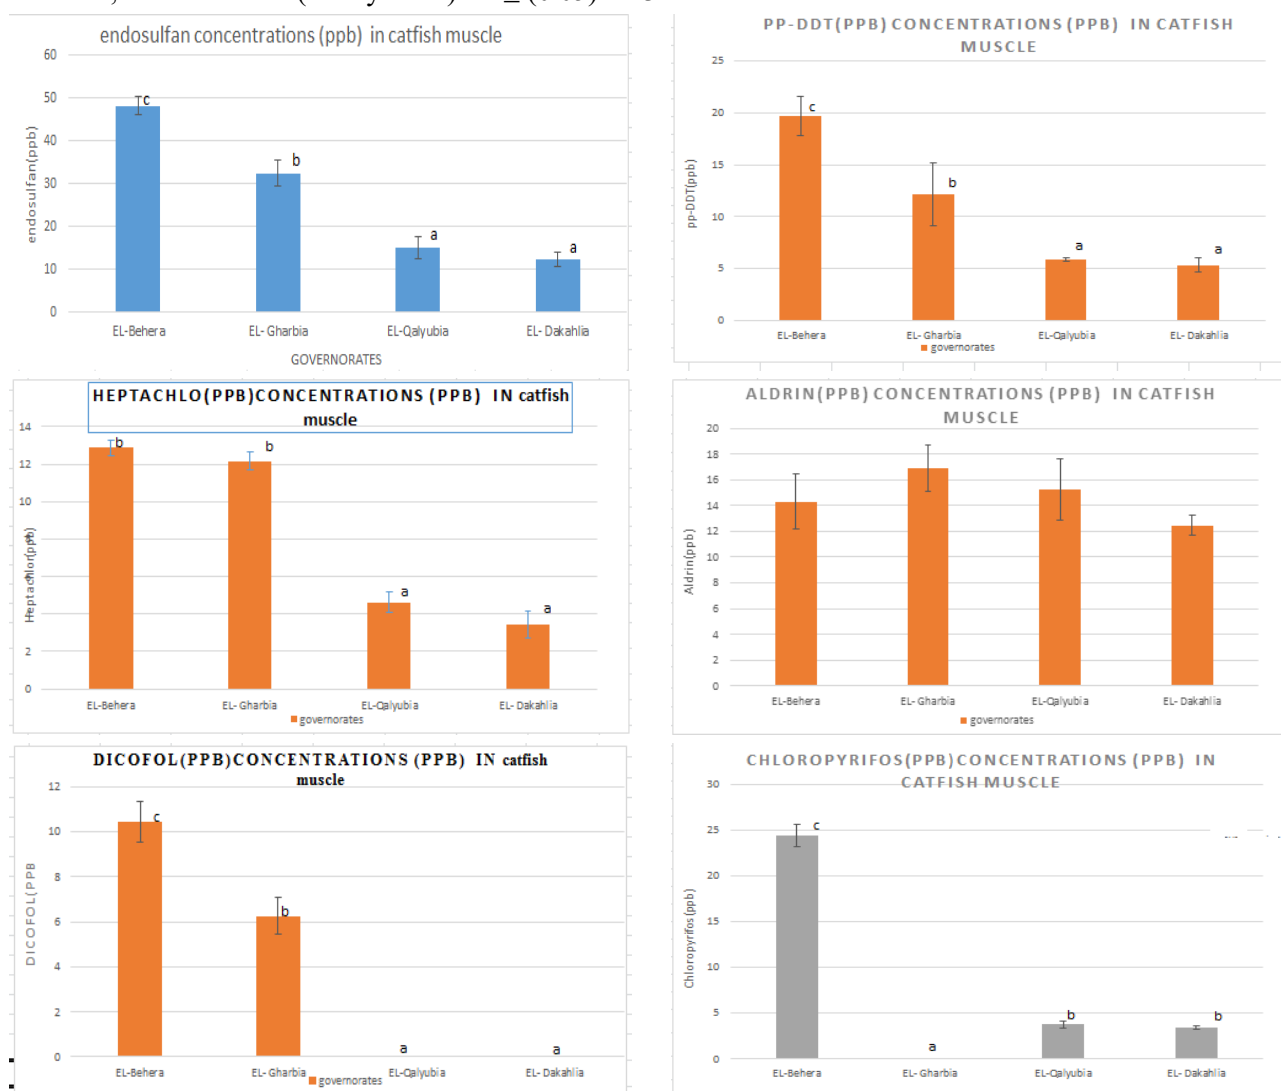 endosulfan concentrations (ppb) in catfish muscle
60
50
40
30
20
10
0
endosulfan(ppb)
c
b
a
a
EL-Behera EL- Gharbia EL-Qalyubia EL- Dakahlia
GOVERNORATES
PP-DDT(PPB) CONCENTRATIONS (PPB) IN CATFISH
MUSCLE
25
20
15
10
5
0
pp-DDT(ppb)
c
b
a
a
EL-Behera EL- Gharbia EL-Qalyubia EL- Dakahlia
governorates
HEPTACHLO(PPB)CONCENTRATIONS (PPB) IN catfish
muscle
14
12
10
2
0
Heptachlor(ppb)
b
b
a
a
EL-Behera EL- Gharbia EL-Qalyubia EL- Dakahlia
governorates
ALDRIN(PPB) CONCENTRATIONS (PPB) IN CATFISH
MUSCLE
20
18
16
14
12
10
8
6
4
2
0
Aldrin(ppb)
EL-Behera EL- Gharbia EL-Qalyubia EL- Dakahlia
governorates
DICOFOL(PPB)CONCENTRATIONS (PPB) IN catfish
muscle
12
10
8
6
4
2
0
DICOFOL(PPB
c
b
a
a
EL-Behera EL- Gharbia EL-Qalyubia EL- Dakahlia
governorates
CHLOROPYRIFOS(PPB)CONCENTRATIONS (PPB) IN
CATFISH MUSCLE
30
25
20
15
10
5
0
Chloropyrifos(ppb)
c
a
b
b
EL-Behera EL- Gharbia EL-Qalyubia EL- Dakahlia